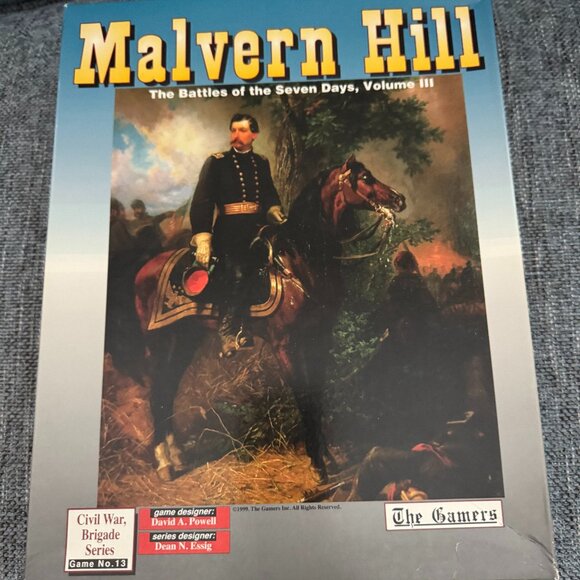 Malvern Hill
The Battles of the Seven Days, Volume III
©1999. The Gamers Inc. All Rights Reserved.
Civil War,
Brigade
Series
Game No.13
game designer:
David A. Powell
series designer:
Dean N. Essig
The Gamers